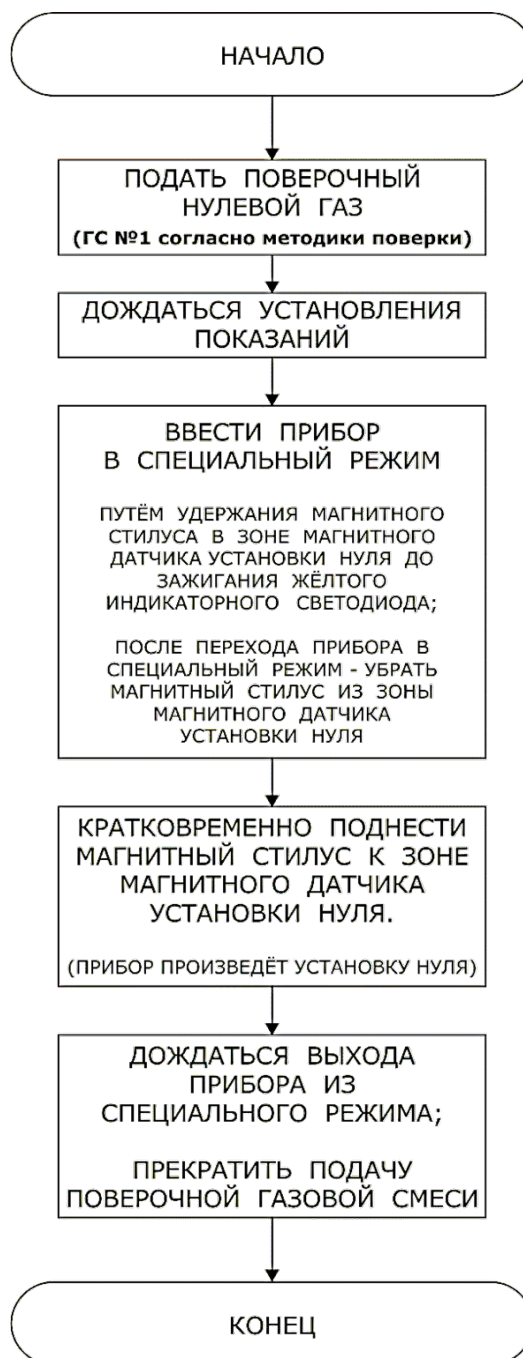 НАЧАЛО
ПОДАТЬ ПОВЕРОЧНЫЙ
НУЛЕВОЙ ГАЗ
(ГС №1 согласно методики поверки)
ДОЖДАТЬСЯ УСТАНОВЛЕНИЯ
ПОКАЗАНИЙ
ВВЕСТИ ПРИБОР
В СПЕЦИАЛЬНЫЙ РЕЖИМ
ПУТЁМ УДЕРЖАНИЯ МАГНИТНОГО
СТИЛУСА В ЗОНЕ МАГНИТНОГО
ДАТЧИКА УСТАНОВКИ НУЛЯ ДО
ЗАЖИГАНИЯ ЖЁЛТОГО
ИНДИКАТОРНОГО СВЕТОДИОДА;
ПОСЛЕ ПЕРЕХОДА ПРИБОРА В
СПЕЦИАЛЬНЫЙ РЕЖИМ - УБРАТЬ
МАГНИТНЫЙ СТИЛУС ИЗ ЗОНЫ
МАГНИТНОГО ДАТЧИКА
УСТАНОВКИ НУЛЯ
КРАТКОВРЕМЕННО ПОДНЕСТИ
МАГНИТНЫЙ СТИЛУС К ЗОНЕ
МАГНИТНОГО ДАТЧИКА
УСТАНОВКИ НУЛЯ.
(ПРИБОР ПРОИЗВЕДЁТ УСТАНОВКУ НУЛЯ)
ДОЖДАТЬСЯ ВЫХОДА
ПРИБОРА ИЗ
СПЕЦИАЛЬНОГО РЕЖИМА;
ПРЕКРАТИТЬ ПОДАЧУ
ПОВЕРОЧНОЙ ГАЗОВОЙ СМЕСИ
КОНЕЦ